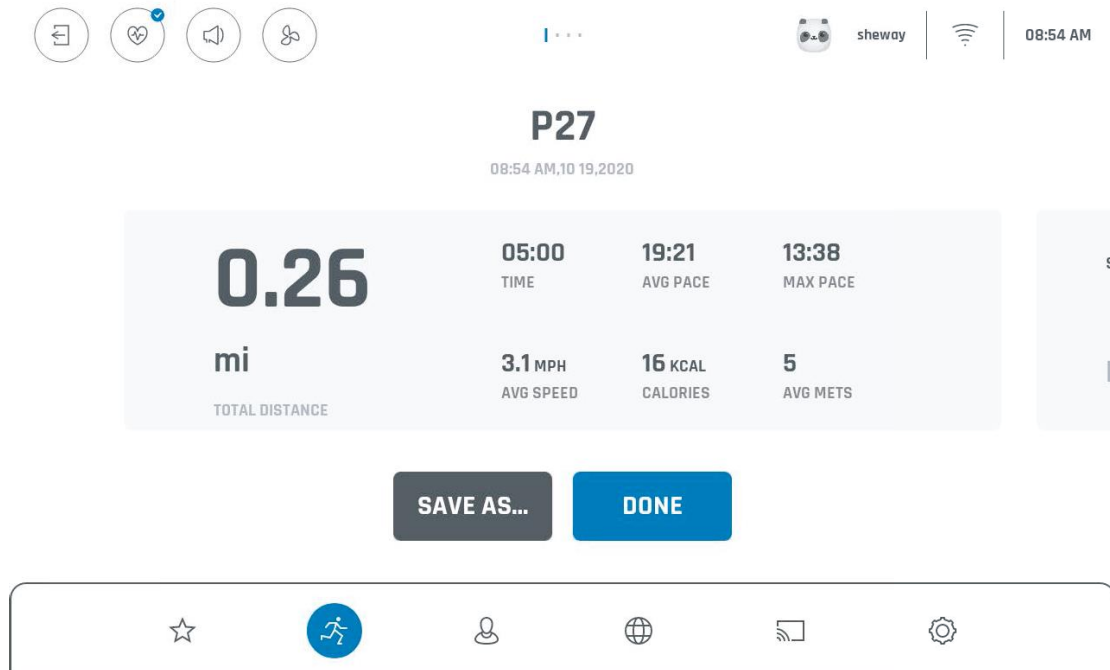 sheway
08:54 AM
P27
08:54 AM,10 19,2020
0.26
mi
TOTAL DISTANCE
05:00
TIME
19:21
AVG PACE
13:38
MAX PACE
3.1 MPH
AVG SPEED
16 KCAL
CALORIES
5
AVG METS
SAVE AS...
DONE